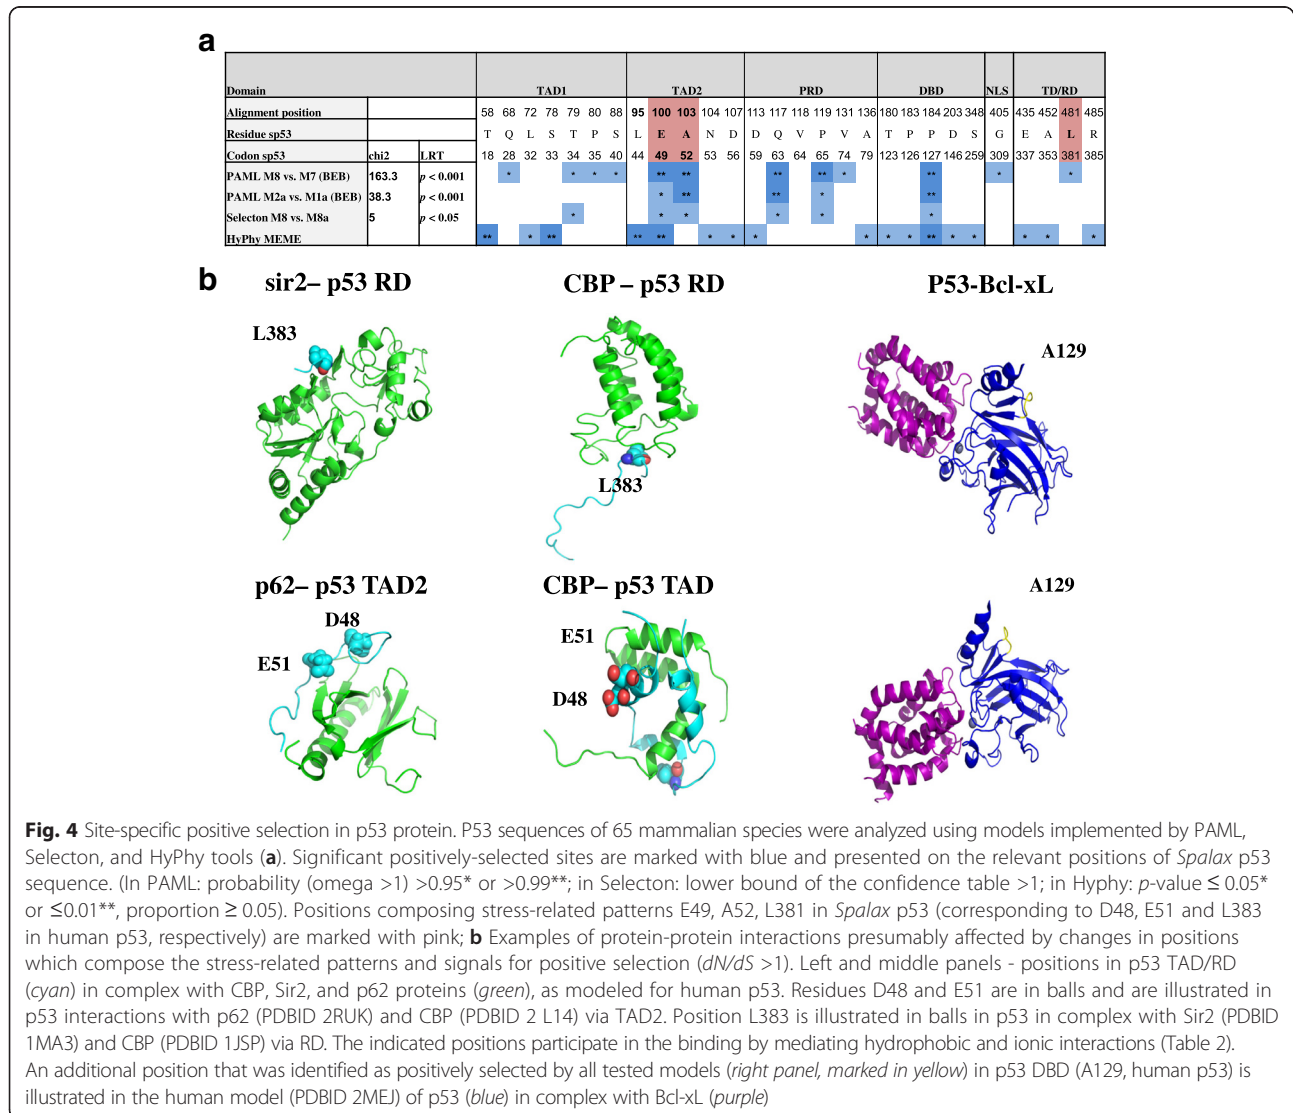 a
Domain TAD1 TAD2 PRD DBD NLS TD/RD
Alignment position 58 68 72 78 79 80 88 95 100 103 104 107 113 117 118 119 131 136 180 183 184 203 348 405 435 452 481 485
Residue sp53 T Q L S T P S L E A N D D Q V P V A T P P D S G E A L R
Codon sp53 chi2 LRT 18 28 32 33 34 35 40 44 49 52 53 56 59 63 64 65 74 79 123 126 127 146 259 309 337 353 381 385
PAML M8 vs. M7 (BEB) 163.3 p < 0.001 * * * * ** ** ** ** * ** * *
PAML M2a vs. M1a (BEB) 38.3 p < 0.001 * ** ** * **
Selecton M8 vs. M8a 5 p < 0.05 * * * * * *
HyPhy MEME ** * ** ** ** * * * * * * ** * * * * *
b
sir2– p53 RD CBP – p53 RD P53-Bcl-xL
L383
A129
L383
p62– p53 TAD2 CBP– p53 TAD
A129
D48
E51
E51
D48
Fig. 4 Site-specific positive selection in p53 protein. P53 sequences of 65 mammalian species were analyzed using models implemented by PAML,
Selecton, and HyPhy tools (a). Significant positively-selected sites are marked with blue and presented on the relevant positions of Spalax p53
sequence. (In PAML: probability (omega >1) >0.95* or >0.99**; in Selecton: lower bound of the confidence table >1; in Hyphy: p-value ≤ 0.05*
or ≤0.01**, proportion ≥ 0.05). Positions composing stress-related patterns E49, A52, L381 in Spalax p53 (corresponding to D48, E51 and L383
in human p53, respectively) are marked with pink; b Examples of protein-protein interactions presumably affected by changes in positions
which compose the stress-related patterns and signals for positive selection (dN/dS >1). Left and middle panels - positions in p53 TAD/RD
(cyan) in complex with CBP, Sir2, and p62 proteins (green), as modeled for human p53. Residues D48 and E51 are in balls and are illustrated in
p53 interactions with p62 (PDBID 2RUK) and CBP (PDBID 2 L14) via TAD2. Position L383 is illustrated in balls in p53 in complex with Sir2 (PDBID
1MA3) and CBP (PDBID 1JSP) via RD. The indicated positions participate in the binding by mediating hydrophobic and ionic interactions (Table 2).
An additional position that was identified as positively selected by all tested models (right panel, marked in yellow) in p53 DBD (A129, human p53) is
illustrated in the human model (PDBID 2MEJ) of p53 (blue) in complex with Bcl-xL (purple)